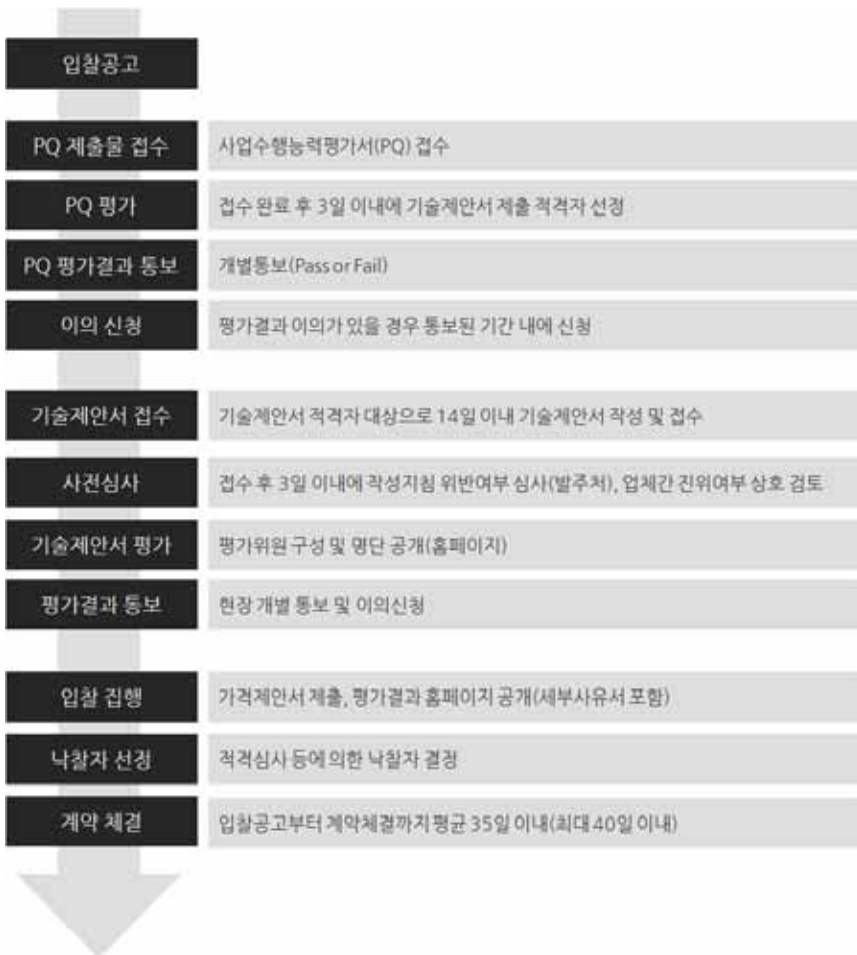 입찰공고
PQ 제출물 접수
사업수행능력평가서(PQ) 접수
PQ 평가
접수 완료 후 3일 이내에 기술제안서 제출 적격자 선정
PQ 평가결과 통보
개별통보(Pass or Fail)
이의 신청
평가결과 이의가 있을 경우 통보된 기간 내에 신청
기술제안서 접수
기술제안서 적격자 대상으로 14일 이내 기술제안서 작성 및 접수
사전심사
접수 후 3일 이내에 작성지침 위반여부 심사(발주처), 업체간 진위여부 상호 검토
기술제안서 평가
평가위원 구성 및 명단 공개(홈페이지)
평가결과 통보
현장 개별 통보 및 이의신청
입찰 집행
가격제안서 제출, 평가결과 홈페이지 공개(세부사유서 포함)
낙찰자 선정
적격심사 등에 의한 낙찰자 결정
계약 체결
입찰공고부터 계약체결까지 평균 35일 이내(최대 40일 이내)